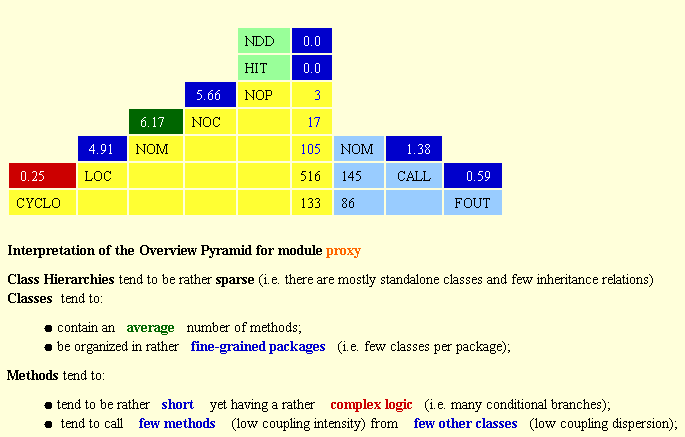 NDD 0.0
HIT 0.0
5.66 NOP 3
6.17 NOC 17
4.91 NOM 105 NOM 1.38
0.25 LOC 516 145 CALL 0.59
CYCLO 133 86 FOUT
Interpretation of the Overview Pyramid for module proxy
Class Hierarchies tend to be rather sparse (i.e. there are mostly standalone classes and few inheritance relations)
Classes tend to:
● contain an average number of methods;
● be organized in rather fine-grained packages (i.e. few classes per package);
Methods tend to:
● tend to be rather short yet having a rather complex logic (i.e. many conditional branches);
● tend to call few methods (low coupling intensity) from few other classes (low coupling dispersion);